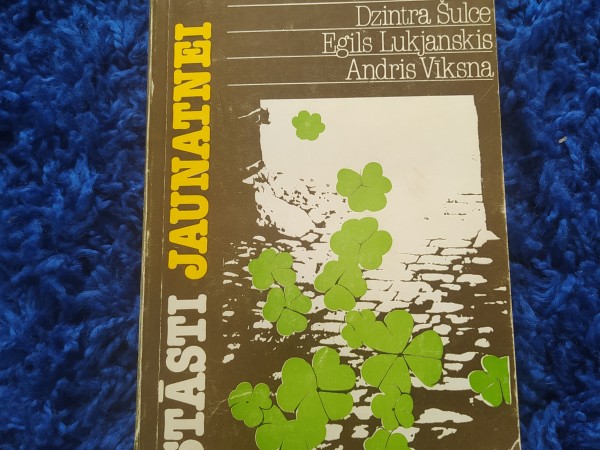 Dzintra Šulce
Egils Lukjanskis
Andris Vīksna
STĀSTI JAUNATNEI